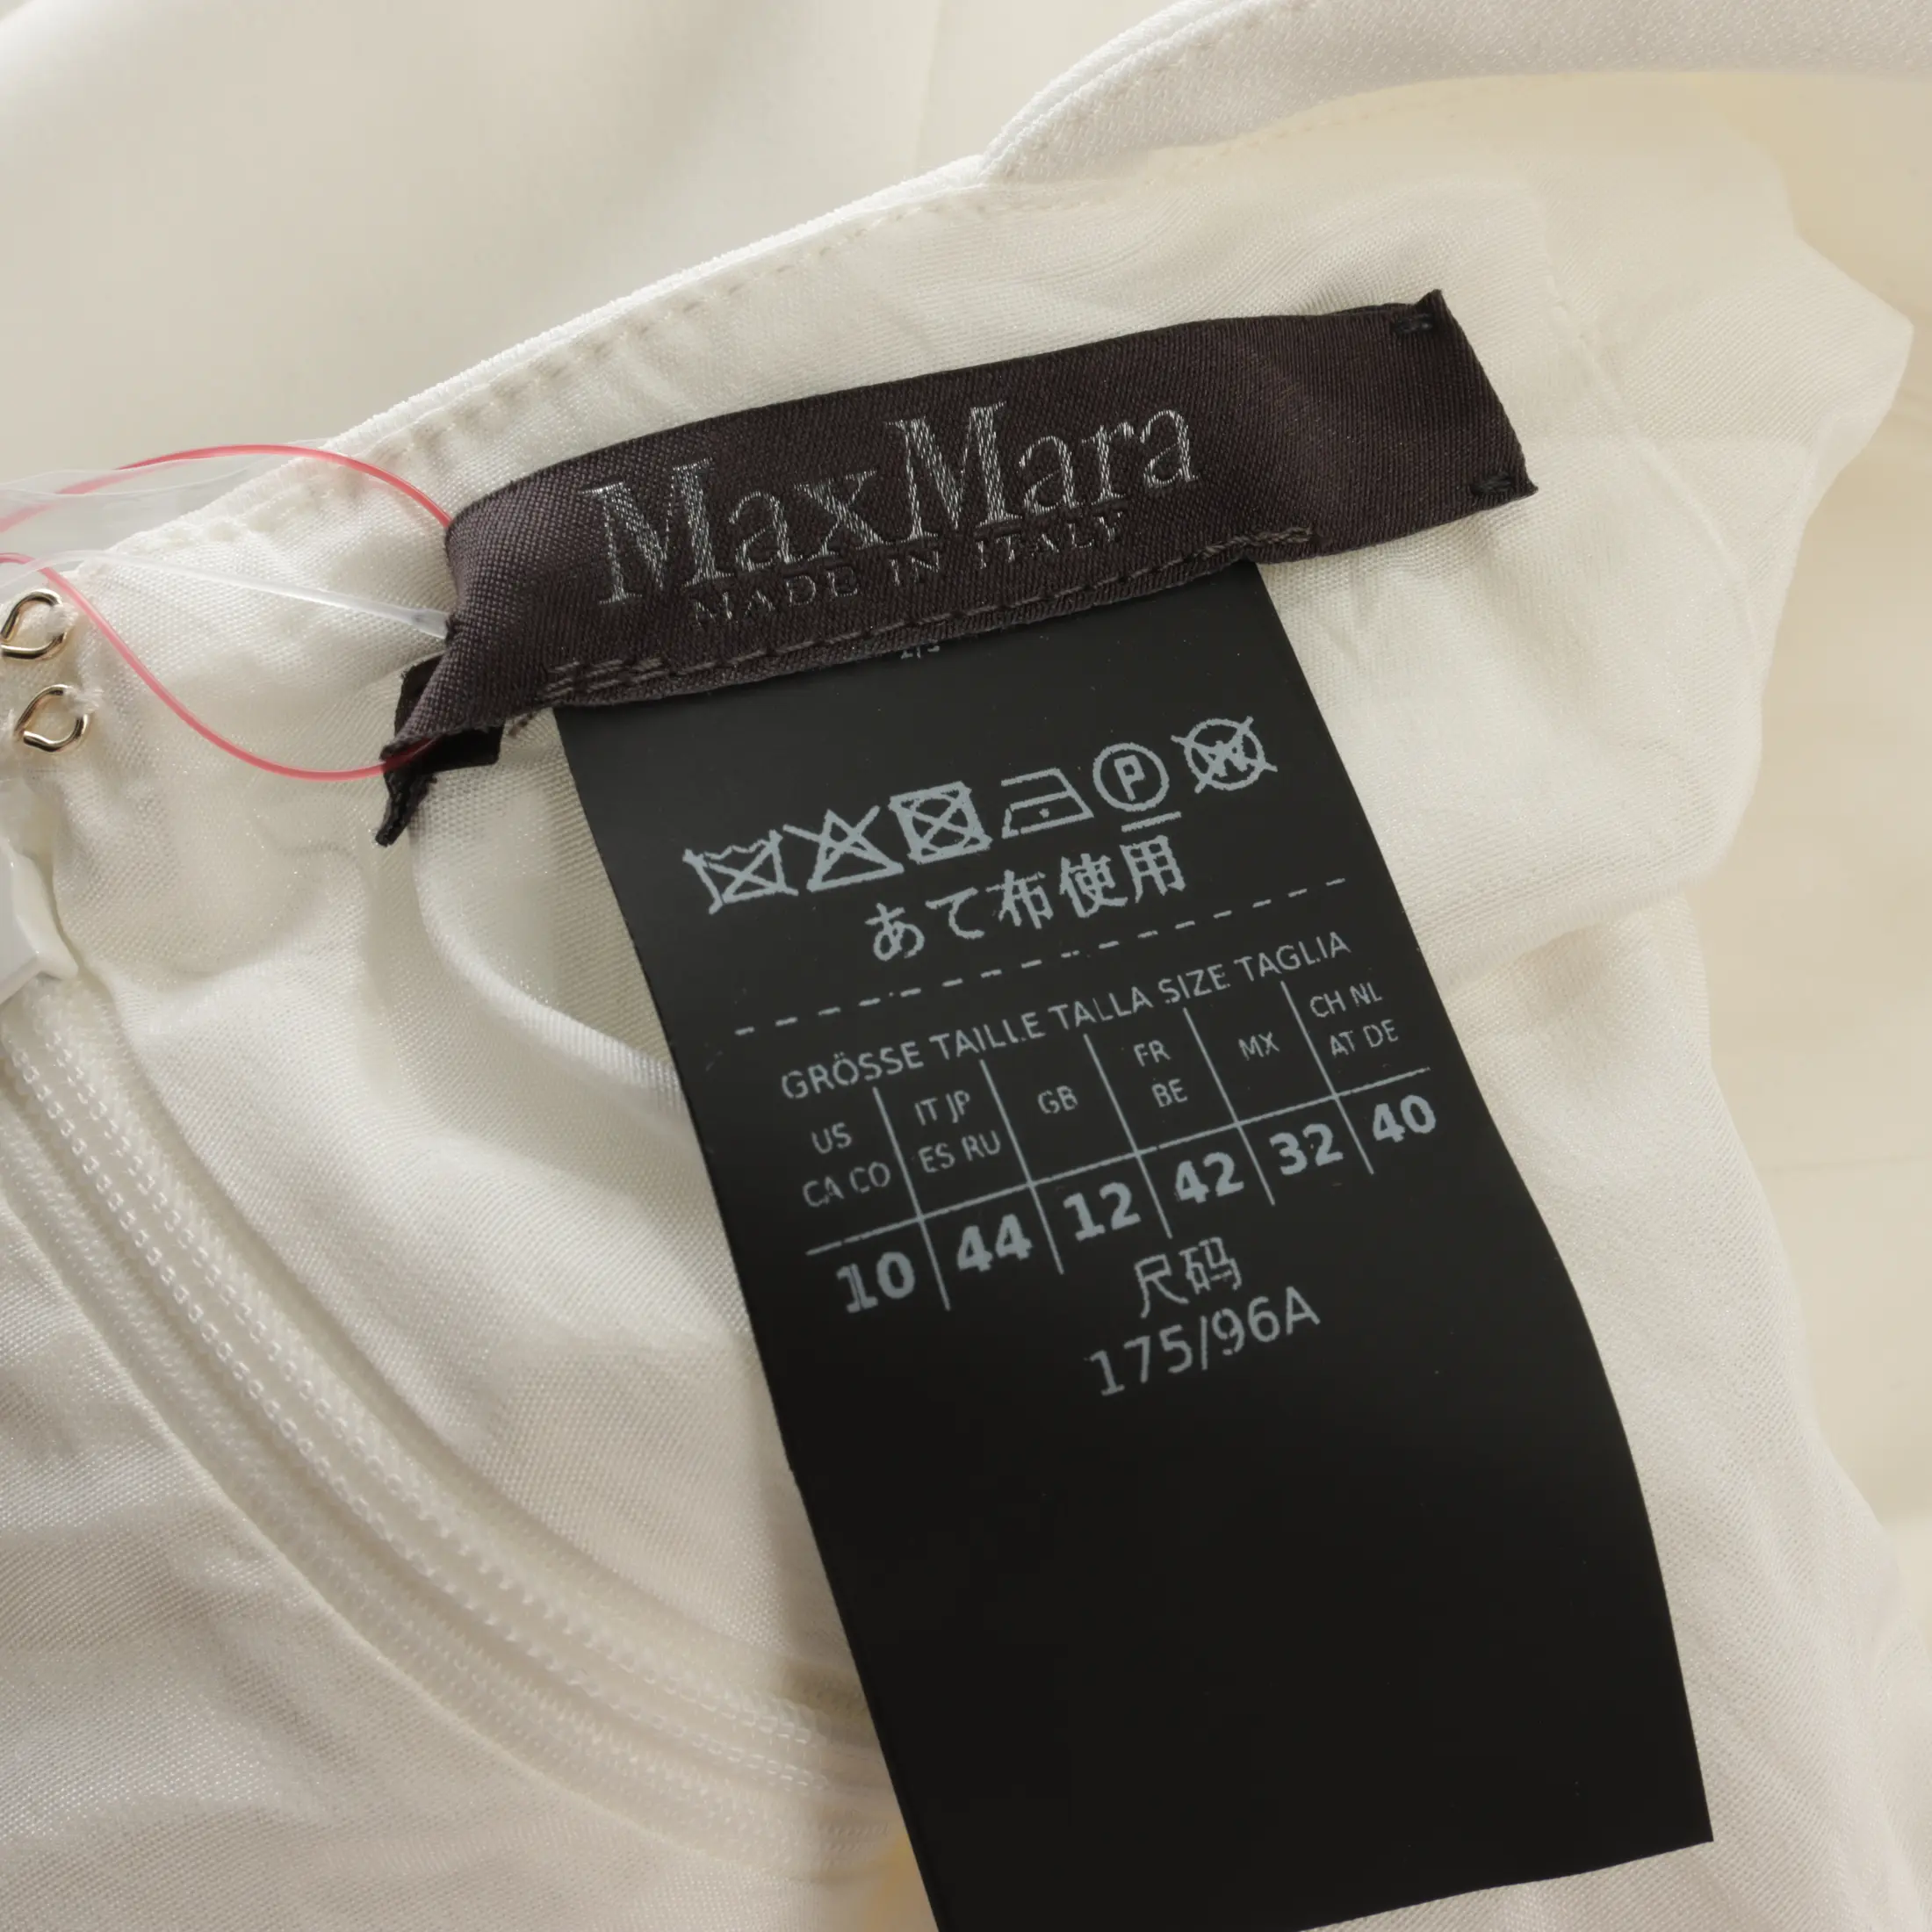 MaxMara
MADE IN ITALY
P
W
あて布使用
GRÖSSE TAILLE TALLA SIZE TAGLIA
US CA CO
IT JP ES RU
GB
FR BE
MX
CH NL AT DE
10 44 12 42 32 40
尺码
175/96A